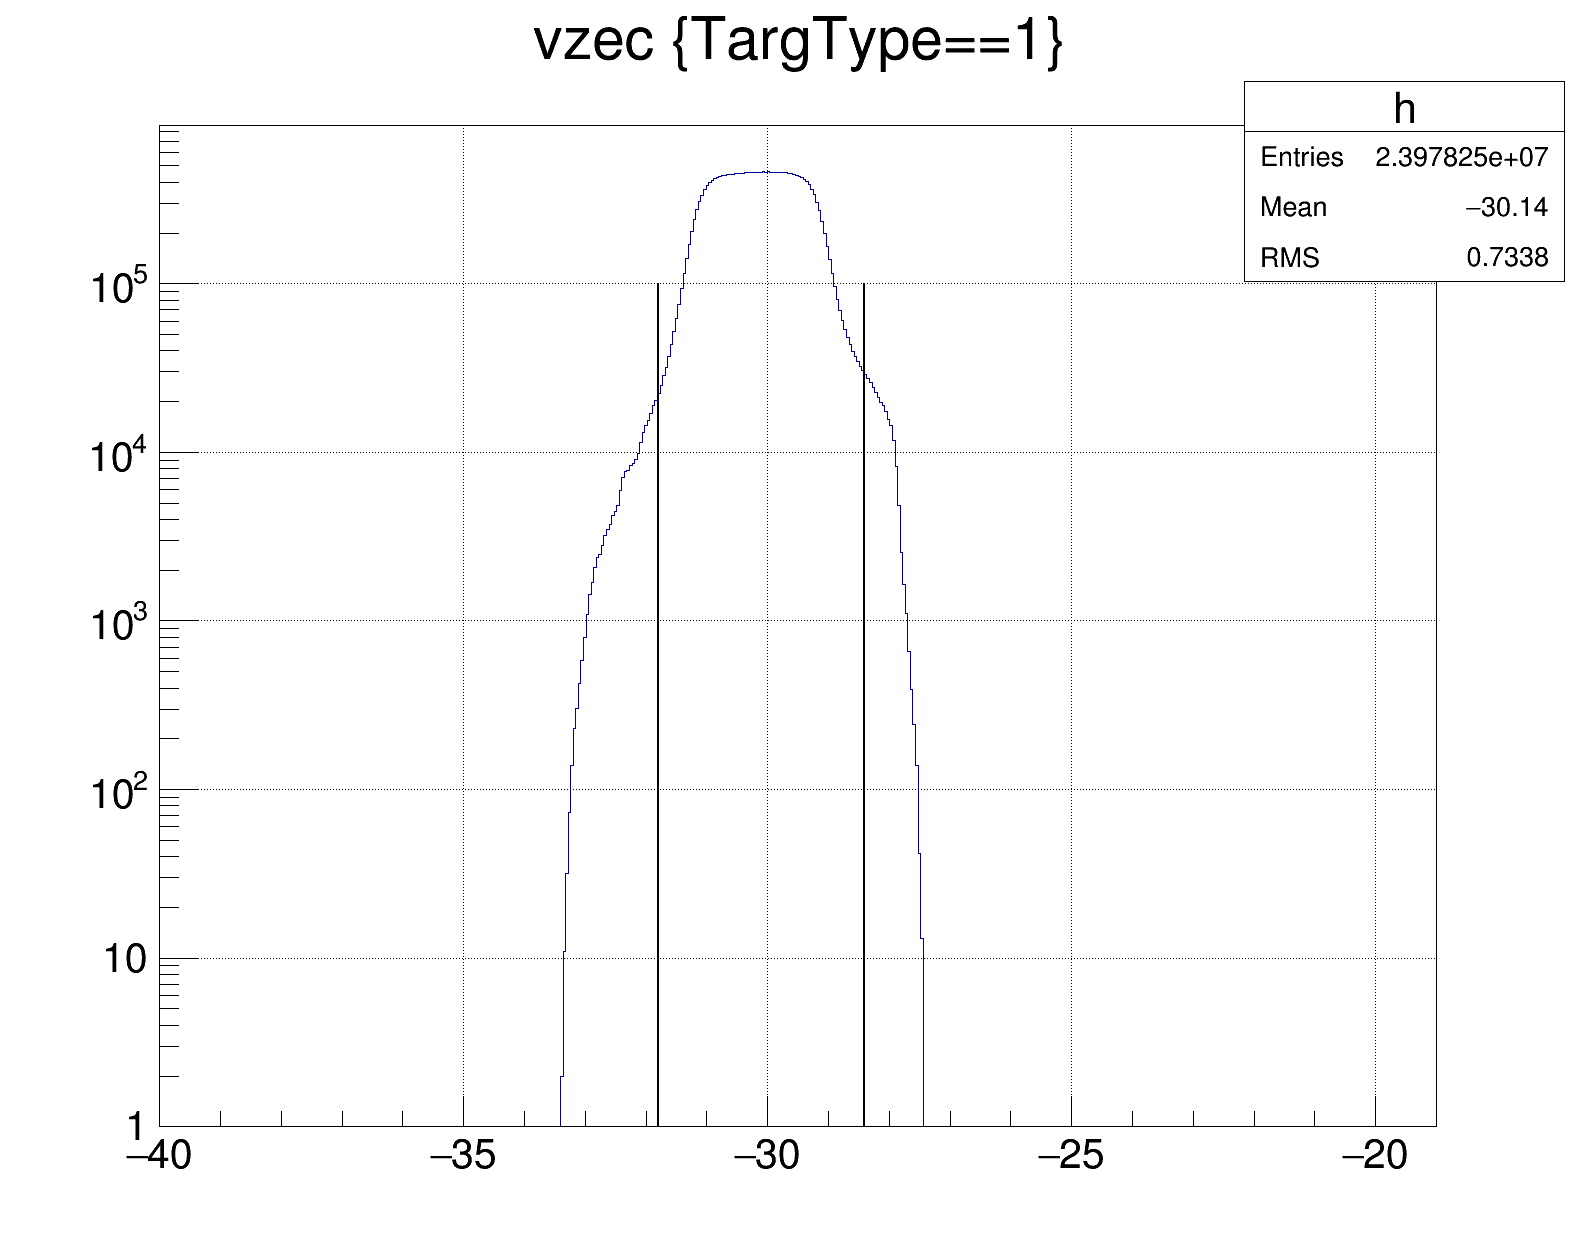 vzec {TargType==1}
h
Entries 2.397825e+07
Mean −30.14
RMS 0.7338
10^5
10^4
10^3
10^2
10
1
−40 −35 −30 −25 −20